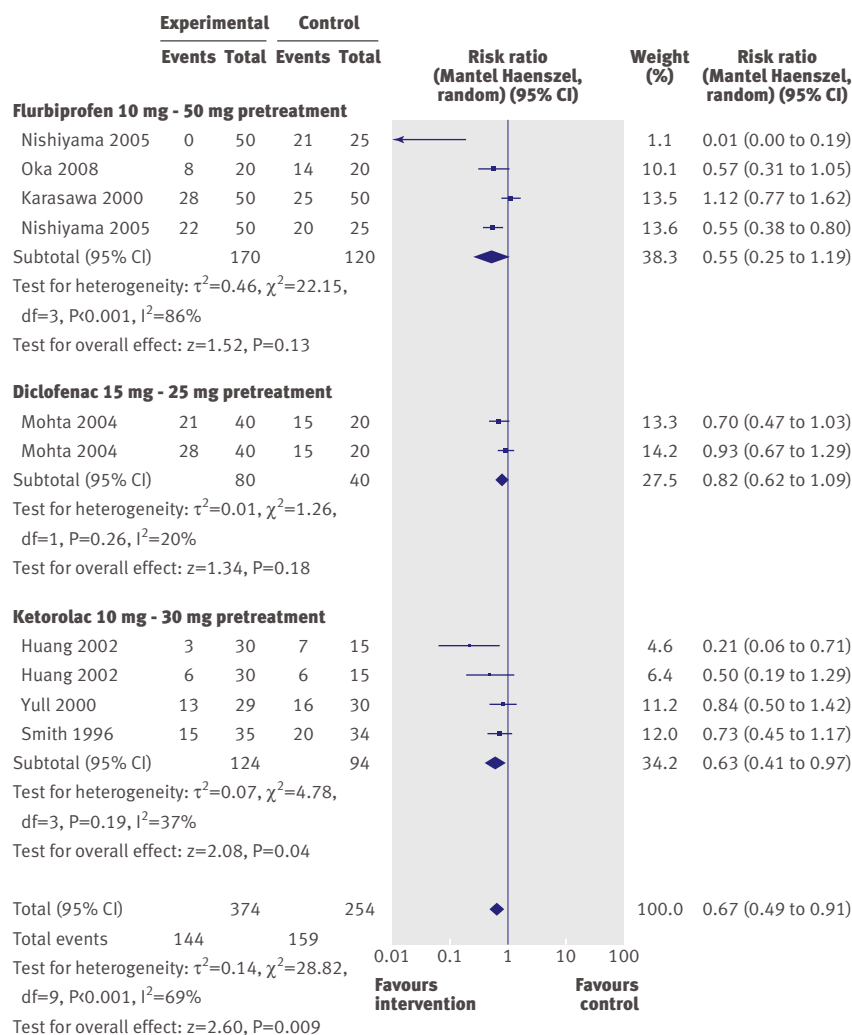 Experimental Control
Events Total Events Total Risk ratio Weight Risk ratio
(Mantel Haenszel, (%) (Mantel Haenszel,
random) (95% CI) random) (95% CI)
Flurbiprofen 10 mg - 50 mg pretreatment
Nishiyama 2005 0 50 21 25 1.1 0.01 (0.00 to 0.19)
Oka 2008 8 20 14 20 10.1 0.57 (0.31 to 1.05)
Karasawa 2000 28 50 25 50 13.5 1.12 (0.77 to 1.62)
Nishiyama 2005 22 50 20 25 13.6 0.55 (0.38 to 0.80)
Subtotal (95% CI) 170 120 38.3 0.55 (0.25 to 1.19)
Test for heterogeneity: τ²=0.46, χ²=22.15,
df=3, P<0.001, I²=86%
Test for overall effect: z=1.52, P=0.13
Diclofenac 15 mg - 25 mg pretreatment
Mohta 2004 21 40 15 20 13.3 0.70 (0.47 to 1.03)
Mohta 2004 28 40 15 20 14.2 0.93 (0.67 to 1.29)
Subtotal (95% CI) 80 40 27.5 0.82 (0.62 to 1.09)
Test for heterogeneity: τ²=0.01, χ²=1.26,
df=1, P=0.26, I²=20%
Test for overall effect: z=1.34, P=0.18
Ketorolac 10 mg - 30 mg pretreatment
Huang 2002 3 30 7 15 4.6 0.21 (0.06 to 0.71)
Huang 2002 6 30 6 15 6.4 0.50 (0.19 to 1.29)
Yull 2000 13 29 16 30 11.2 0.84 (0.50 to 1.42)
Smith 1996 15 35 20 34 12.0 0.73 (0.45 to 1.17)
Subtotal (95% CI) 124 94 34.2 0.63 (0.41 to 0.97)
Test for heterogeneity: τ²=0.07, χ²=4.78,
df=3, P=0.19, I²=37%
Test for overall effect: z=2.08, P=0.04
Total (95% CI) 374 254 100.0 0.67 (0.49 to 0.91)
Total events 144 159
Test for heterogeneity: τ²=0.14, χ²=28.82,
df=9, P<0.001, I²=69%
Test for overall effect: z=2.60, P=0.009
0.01 0.1 1 10 100
Favours Favours
intervention control